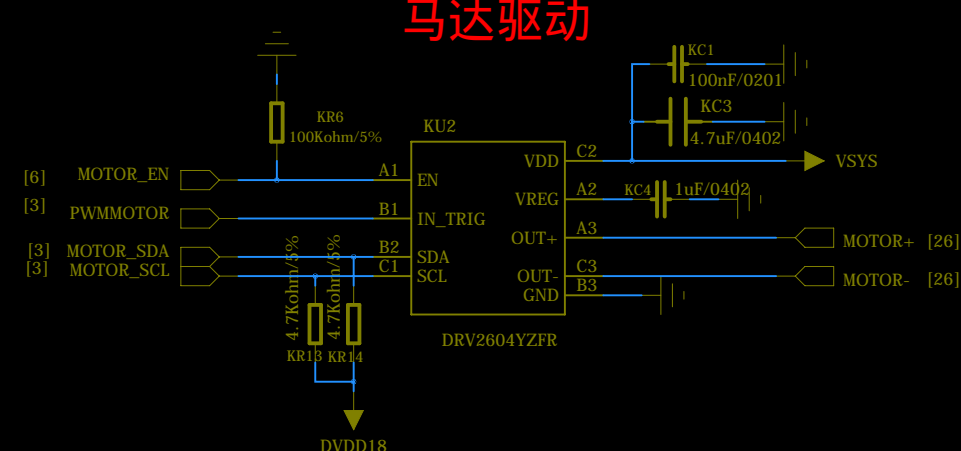 马达驱动
KC1
100nF/0201
KC3
4.7uF/0402
KR6
100Kohm/5%
KU2
C2
VDD
VSYS
[6]
MOTOR_EN
A1
EN
A2
VREG
KC4
1uF/0402
[3]
PWMMOTOR
B1
IN_TRIG
A3
OUT+
MOTOR+
[26]
[3]
MOTOR_SDA
B2
SDA
[3]
MOTOR_SCL
C1
SCL
C3
OUT-
MOTOR-
[26]
B3
GND
4.7Kohm/5%
4.7Kohm/5%
KR13
KR14
DRV2604YZFR
DVDD18